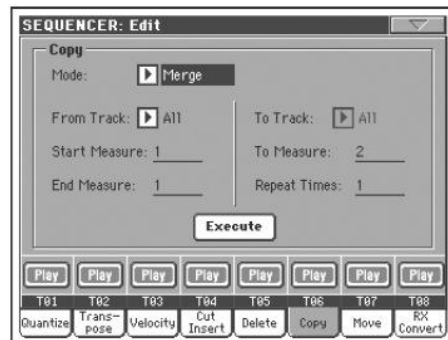 SEQUENCER: Edit
Copy
Mode: Merge
From Track: All To Track: All
Start Measure: 1 To Measure: 2
End Measure: 1 Repeat Times: 1
Execute
Play Play Play Play Play Play Play Play
T01 T02 T03 T04 T05 T06 T07 T08
Quantize Trans-pose Velocity Cut Insert Delete Copy Move RX Convert